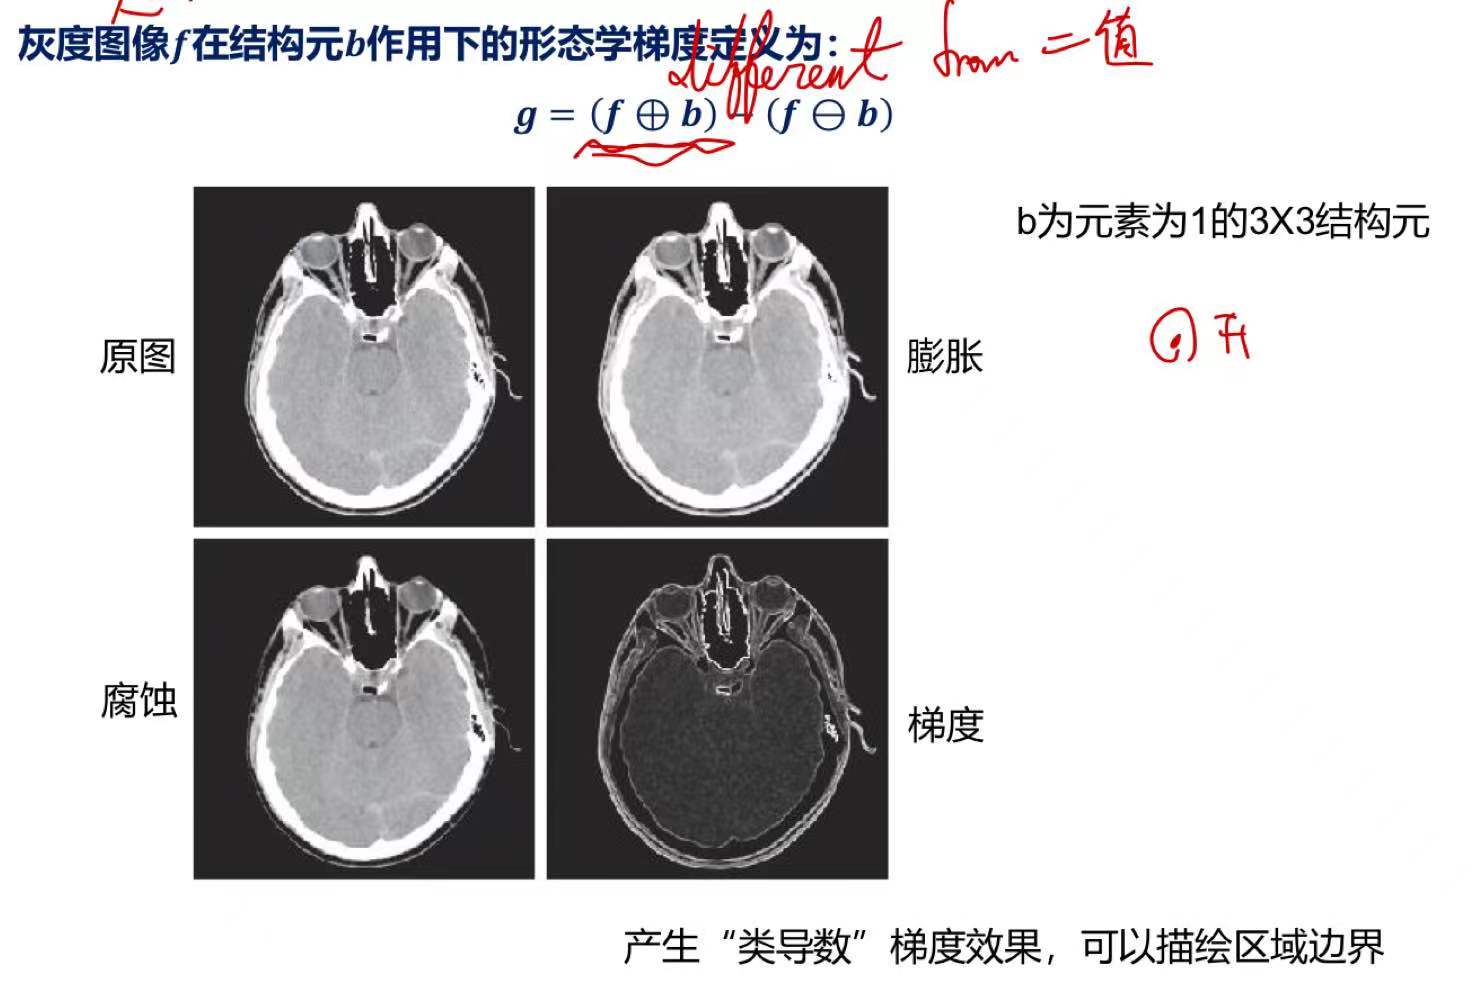 灰度图像f在结构元b作用下的形态学梯度定义为：
different from 二值
g = (f ⊕ b) − (f ⊖ b)
b为元素为1的3X3结构元
原图
膨胀
开
腐蚀
梯度
产生“类导数”梯度效果，可以描绘区域边界